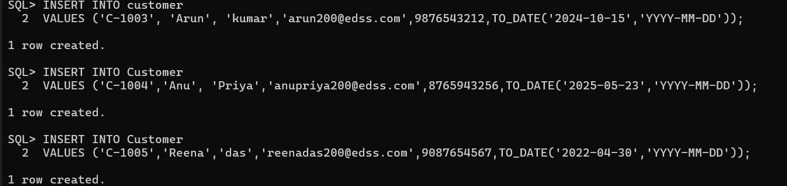 SQL> INSERT INTO customer
  2  VALUES ('C-1003', 'Arun', 'kumar','arun200@edss.com',9876543212,TO_DATE('2024-10-15','YYYY-MM-DD'));
1 row created.
SQL> INSERT INTO Customer
  2  VALUES ('C-1004','Anu', 'Priya','anupriya200@edss.com',8765943256,TO_DATE('2025-05-23','YYYY-MM-DD'));
1 row created.
SQL> INSERT INTO Customer
  2  VALUES ('C-1005','Reena','das','reenadas200@edss.com',9087654567,TO_DATE('2022-04-30','YYYY-MM-DD'));
1 row created.